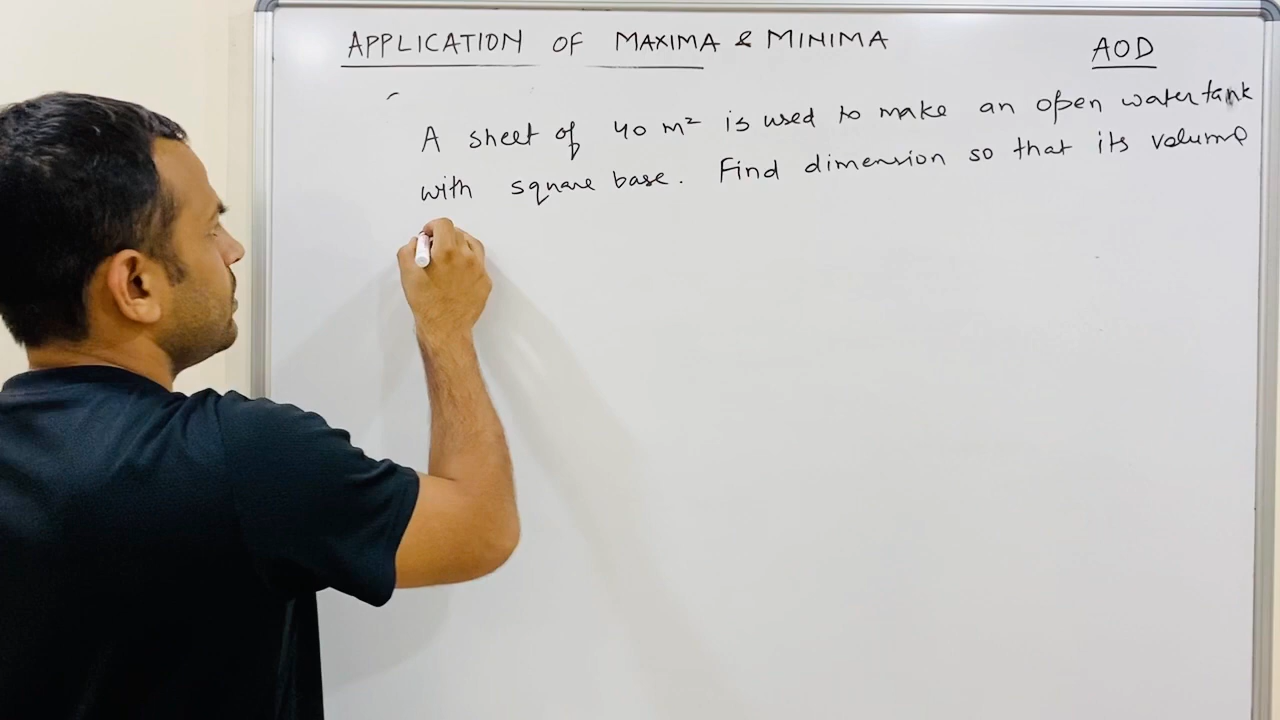 APPLICATION OF MAXIMA & MINIMA
AOD
A sheet of 40 m² is used to make an open water tank
with square base. Find dimension so that its volume